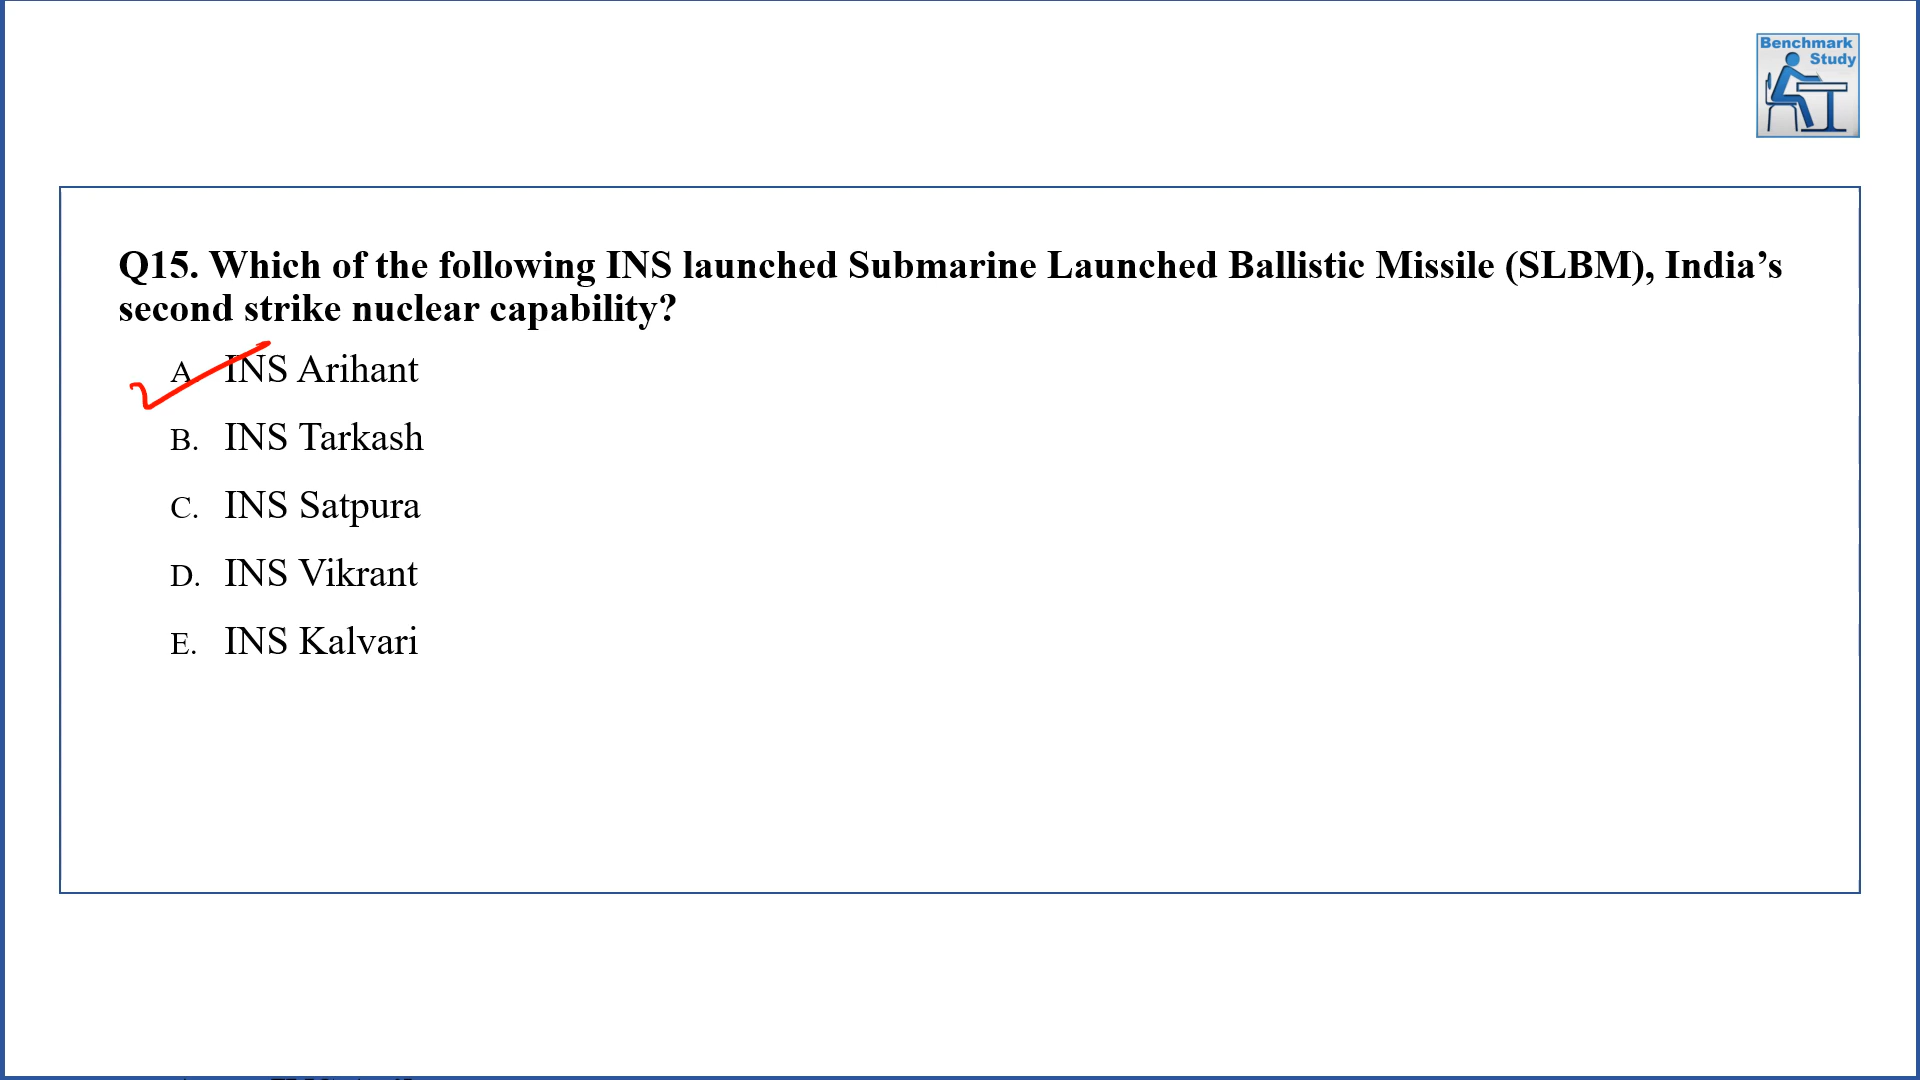 Benchmark
Study
Q15. Which of the following INS launched Submarine Launched Ballistic Missile (SLBM), India’s
second strike nuclear capability?
A. INS Arihant
B. INS Tarkash
C. INS Satpura
D. INS Vikrant
E. INS Kalvari